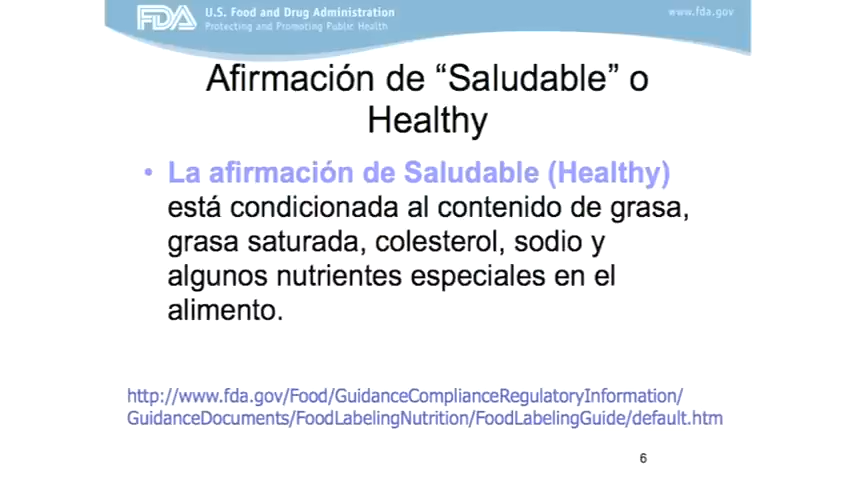 FDA U.S. Food and Drug Administration
Protecting and Promoting Public Health
www.fda.gov
Afirmación de “Saludable” o
Healthy
• La afirmación de Saludable (Healthy)
está condicionada al contenido de grasa,
grasa saturada, colesterol, sodio y
algunos nutrientes especiales en el
alimento.
http://www.fda.gov/Food/GuidanceComplianceRegulatoryInformation/
GuidanceDocuments/FoodLabelingNutrition/FoodLabelingGuide/default.htm
6